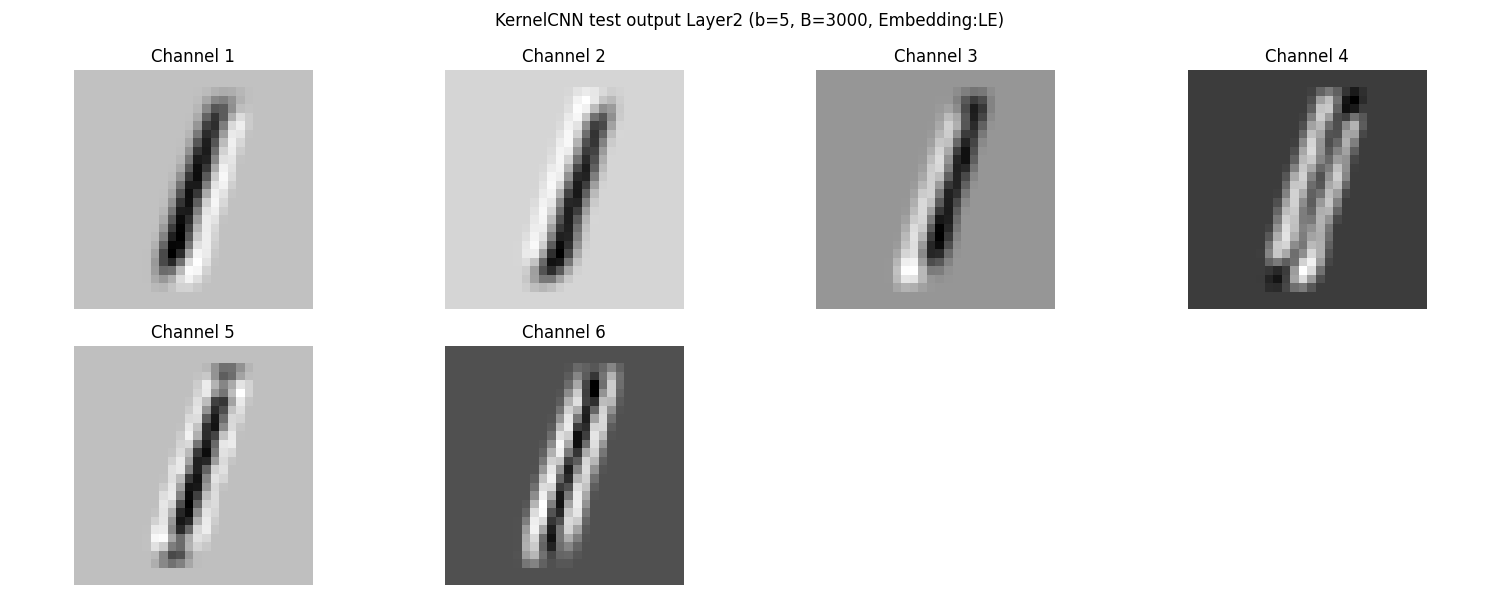 KernelCNN test output Layer2 (b=5, B=3000, Embedding:LE)
Channel 1
Channel 2
Channel 3
Channel 4
Channel 5
Channel 6